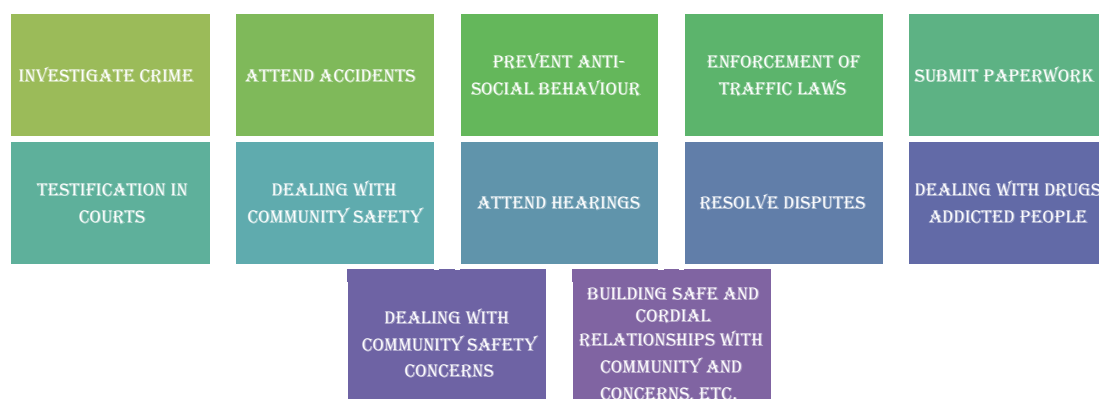 INVESTIGATE CRIME
ATTEND ACCIDENTS
PREVENT ANTI-
SOCIAL BEHAVIOUR
ENFORCEMENT OF
TRAFFIC LAWS
SUBMIT PAPERWORK
TESTIFICATION IN
COURTS
DEALING WITH
COMMUNITY SAFETY
ATTEND HEARINGS
RESOLVE DISPUTES
DEALING WITH DRUGS
ADDICTED PEOPLE
DEALING WITH
COMMUNITY SAFETY
CONCERNS
BUILDING SAFE AND
CORDIAL
RELATIONSHIPS WITH
COMMUNITY AND
CONCERNS, ETC.